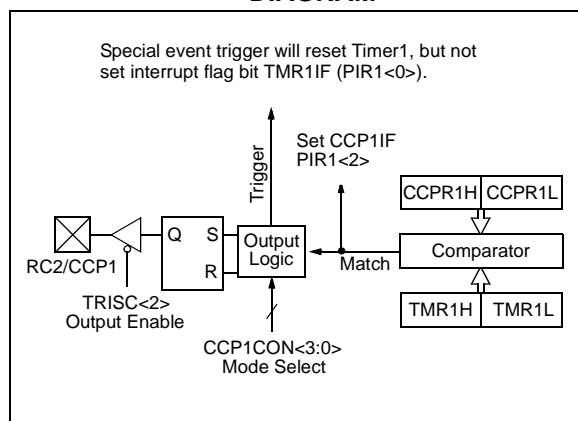 Special event trigger will reset Timer1, but not
set interrupt flag bit TMR1IF (PIR1<0>).
Trigger
Set CCP1IF
PIR1<2>
CCPR1H CCPR1L
Q S
R
Output
Logic
Match
Comparator
RC2/CCP1
TRISC<2>
Output Enable
TMR1H TMR1L
CCP1CON<3:0>
Mode Select